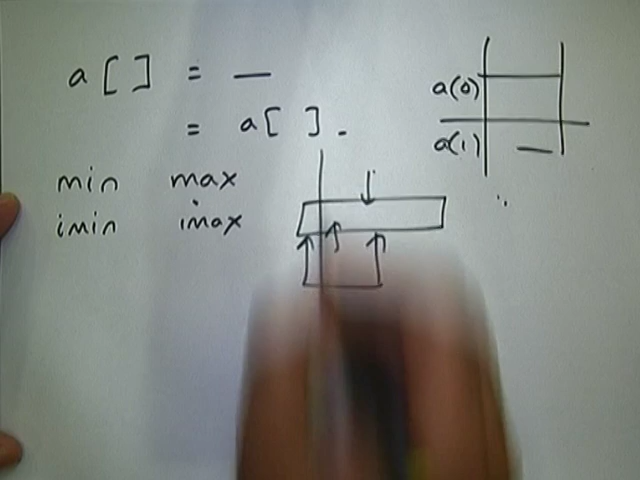 a [ ] = —
= a [ ] .
min max
imin imax
a(0)
a(1) —